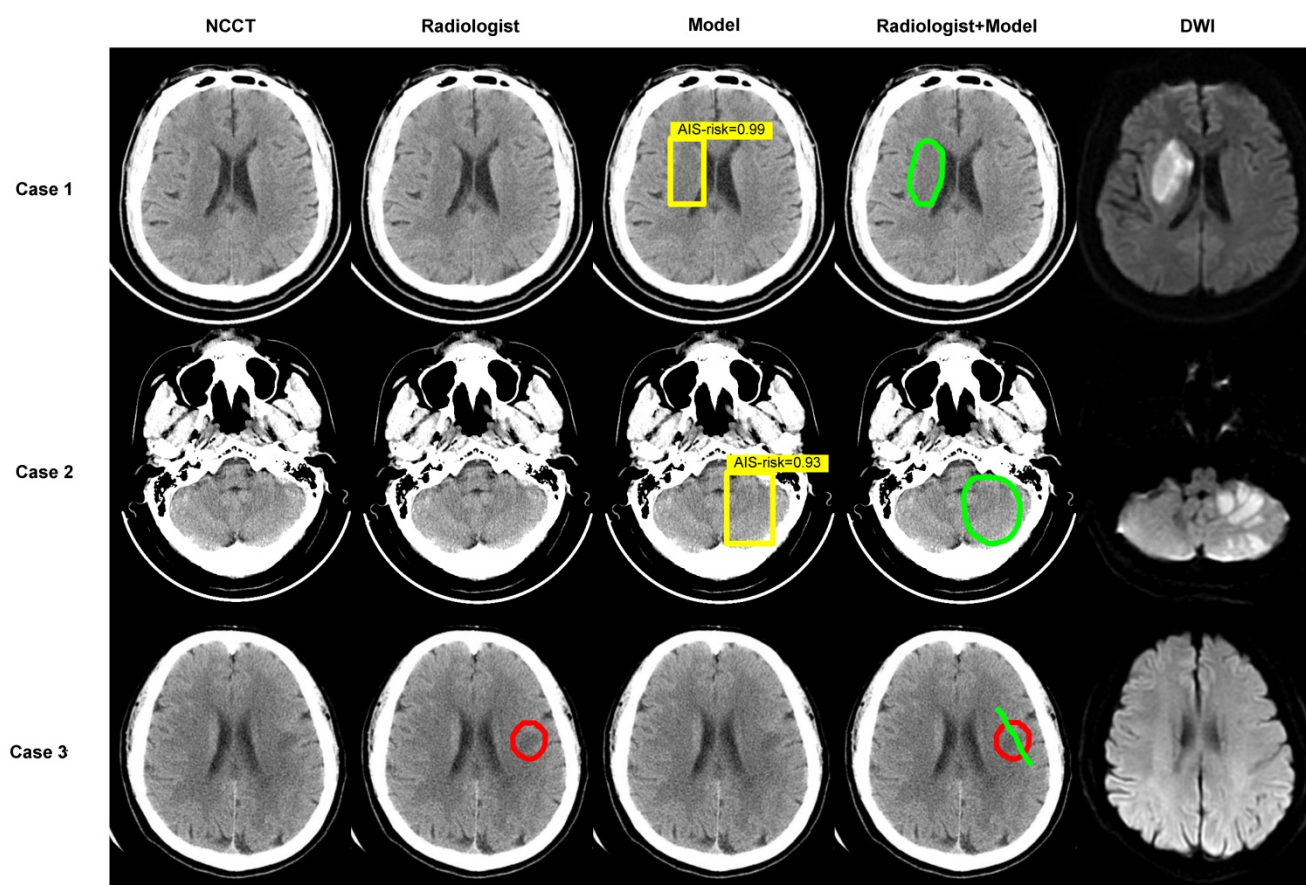 NCCT Radiologist Model Radiologist+Model DWI
Case 1
AIS-risk=0.99
Case 2
AIS-risk=0.93
Case 3